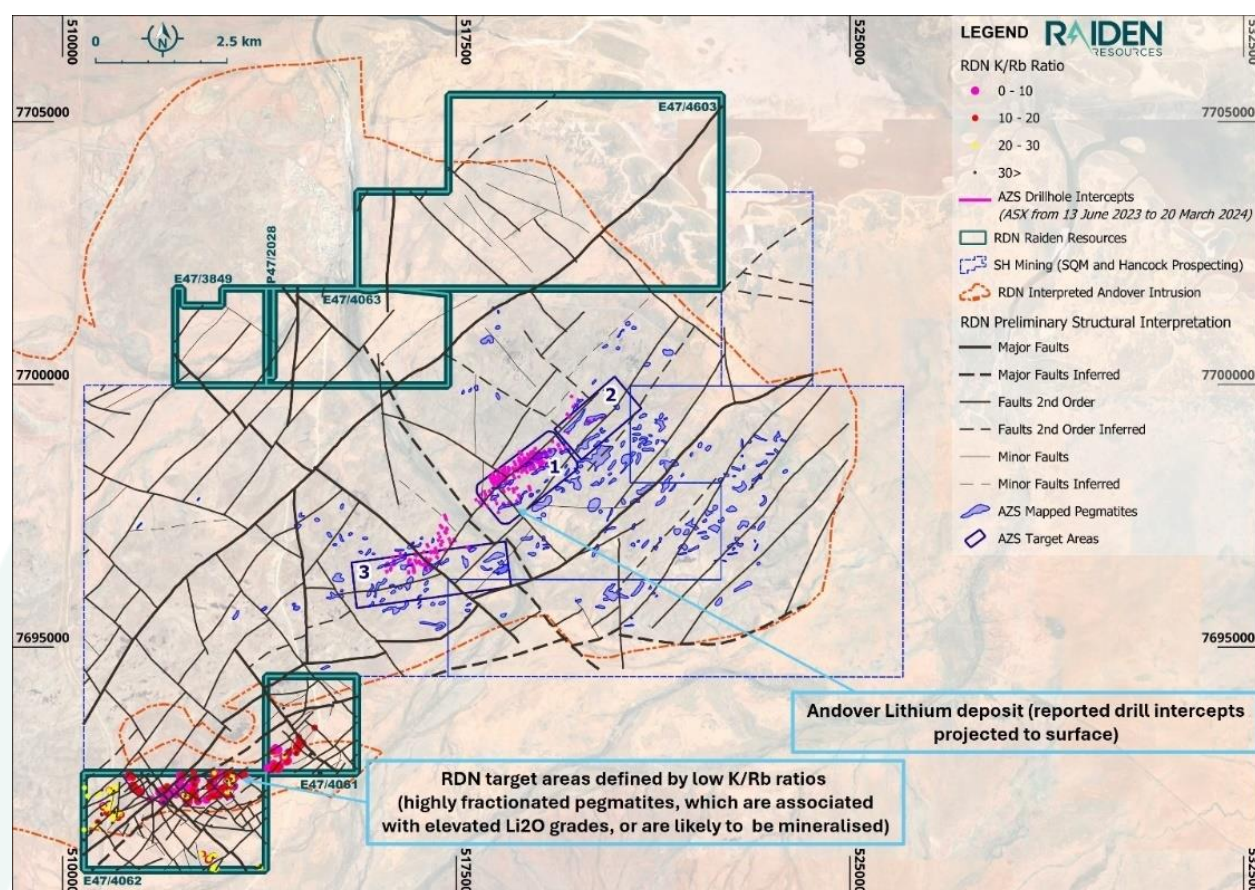 510000
517500
525000
532500
0
N
2.5 km
LEGEND
RAIDEN
RESOURCES
RDN K/Rb Ratio
0 - 10
10 - 20
20 - 30
30>
AZS Drillhole Intercepts
(ASX from 13 June 2023 to 20 March 2024)
RDN Raiden Resources
SH Mining (SQM and Hancock Prospecting)
RDN Interpreted Andover Intrusion
RDN Preliminary Structural Interpretation
Major Faults
Major Faults Inferred
Faults 2nd Order
Faults 2nd Order Inferred
Minor Faults
Minor Faults Inferred
AZS Mapped Pegmatites
AZS Target Areas
7705000
7705000
E47/4603
P47/2028
E47/3849
E47/4063
7700000
7700000
2
1
3
7695000
7695000
Andover Lithium deposit (reported drill intercepts
projected to surface)
E47/4061
RDN target areas defined by low K/Rb ratios
(highly fractionated pegmatites, which are associated
with elevated Li2O grades, or are likely to be mineralised)
E47/4062
510000
517500
525000